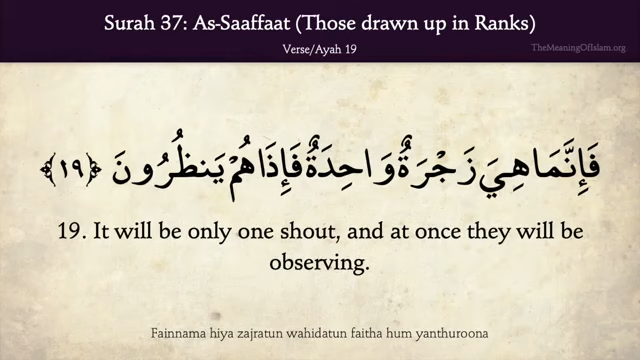 Surah 37: As-Saaffaat (Those drawn up in Ranks)
Verse/Ayah 19
TheMeaningOfIslam.org
فَإِنَّمَا هِيَ زَجْرَةٌ وَاحِدَةٌ فَإِذَا هُمْ يَنظُرُونَ ﴿١٩﴾
19. It will be only one shout, and at once they will be
observing.
Fainnama hiya zajratun wahidatun faitha hum yanthuroona